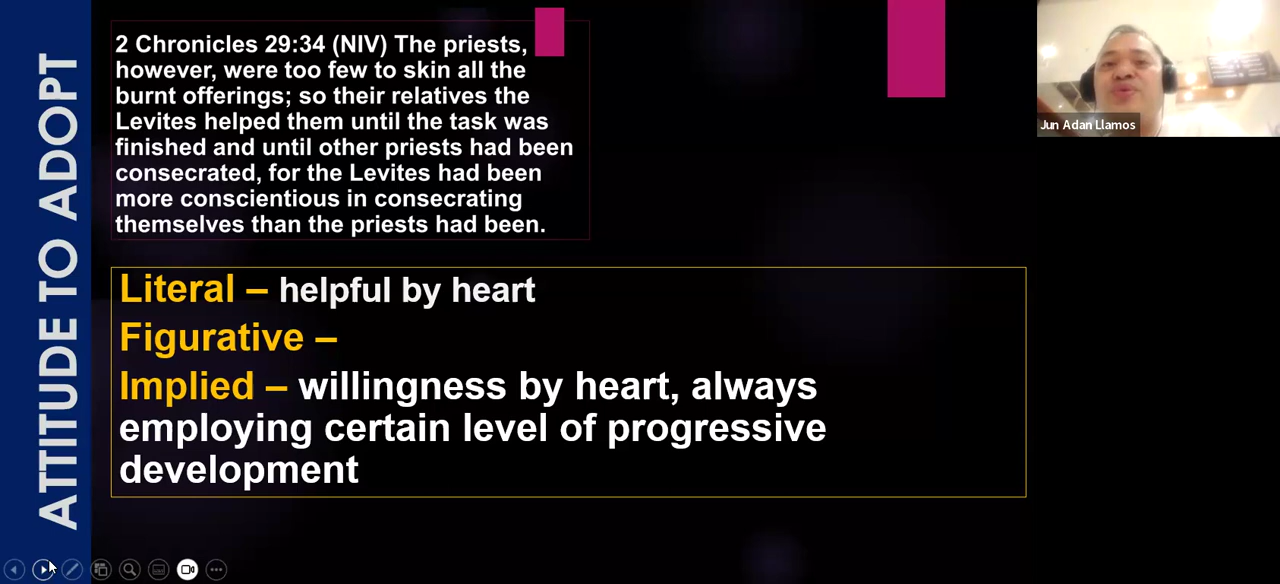 ATTITUDE TO ADOPT
2 Chronicles 29:34 (NIV) The priests,
however, were too few to skin all the
burnt offerings; so their relatives the
Levites helped them until the task was
finished and until other priests had been
consecrated, for the Levites had been
more conscientious in consecrating
themselves than the priests had been.
Literal – helpful by heart
Figurative –
Implied – willingness by heart, always
employing certain level of progressive
development
Jun Adan Llamos